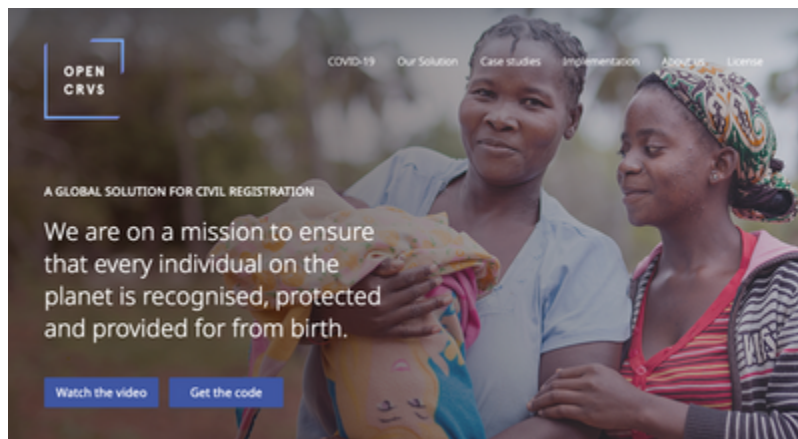 OPEN
CRVS
COVID-19 Our Solution Case studies Implementation About us License
A GLOBAL SOLUTION FOR CIVIL REGISTRATION
We are on a mission to ensure
that every individual on the
planet is recognised, protected
and provided for from birth.
Watch the video Get the code